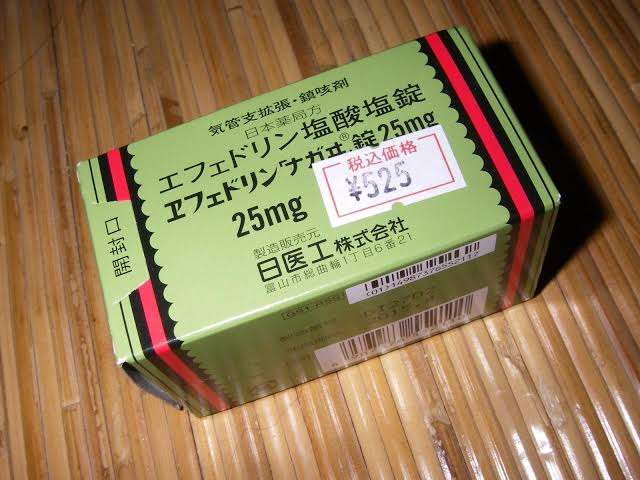 気管支拡張・鎮咳剤
日本薬局方
エフェドリン塩酸塩錠
ヱフェドリン「ナガヰ」®錠25mg
25mg
税込価格
¥525
製造販売元
日医工株式会社
富山市総曲輪1丁目6番21
開封口